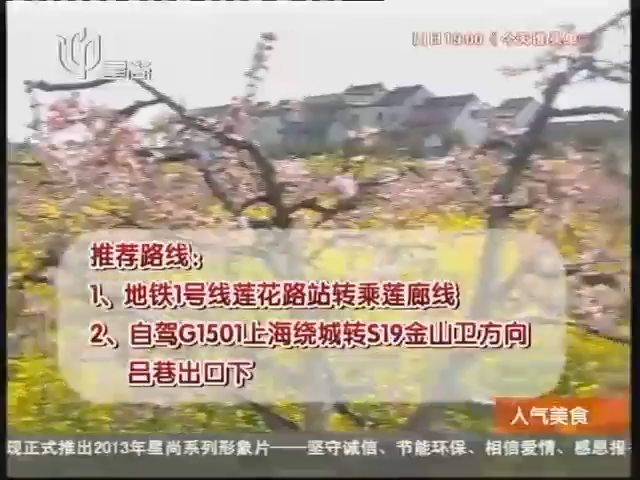 星尚
推荐路线：
1、地铁1号线莲花路站转乘莲廊线
2、自驾G1501上海绕城转S19金山卫方向
吕巷出口下
人气美食
现正式推出2013年星尚系列形象片——坚守诚信、节能环保、相信爱情、感恩报